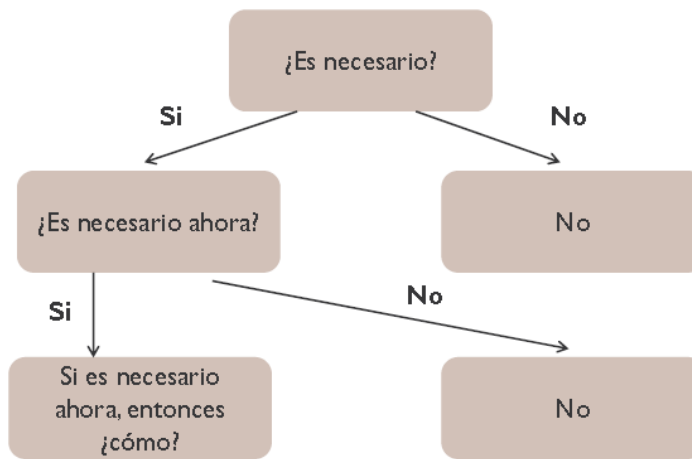 ¿Es necesario?
Si
No
¿Es necesario ahora?
No
Si
No
Si es necesario
ahora, entonces
¿cómo?
No